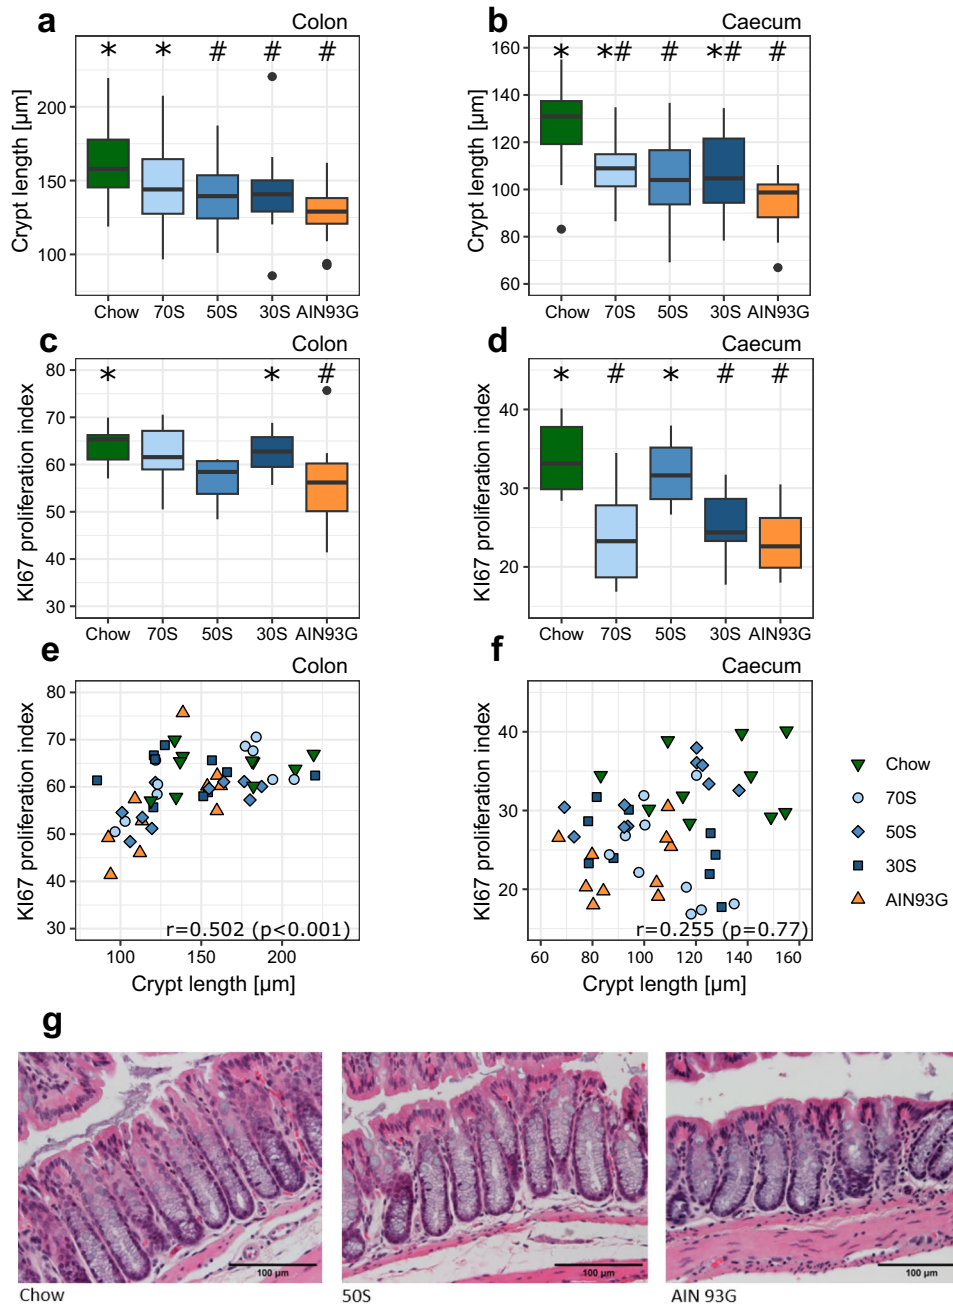 a
Colon
b
Caecum
* * # # #
* *# # *# #
Crypt length [µm]
200
150
100
Crypt length [µm]
160
140
120
100
80
60
Chow 70S 50S 30S AIN93G
Chow 70S 50S 30S AIN93G
c
Colon
d
Caecum
* * #
* # * # #
KI67 proliferation index
80
70
60
50
40
30
KI67 proliferation index
40
30
20
Chow 70S 50S 30S AIN93G
Chow 70S 50S 30S AIN93G
e
Colon
f
Caecum
KI67 proliferation index
80
70
60
50
40
30
r=0.502 (p<0.001)
100 150 200
Crypt length [µm]
KI67 proliferation index
40
30
20
r=0.255 (p=0.77)
60 80 100 120 140 160
Crypt length [µm]
Chow
70S
50S
30S
AIN93G
g
100 µm
100 µm
100 µm
Chow
50S
AIN 93G